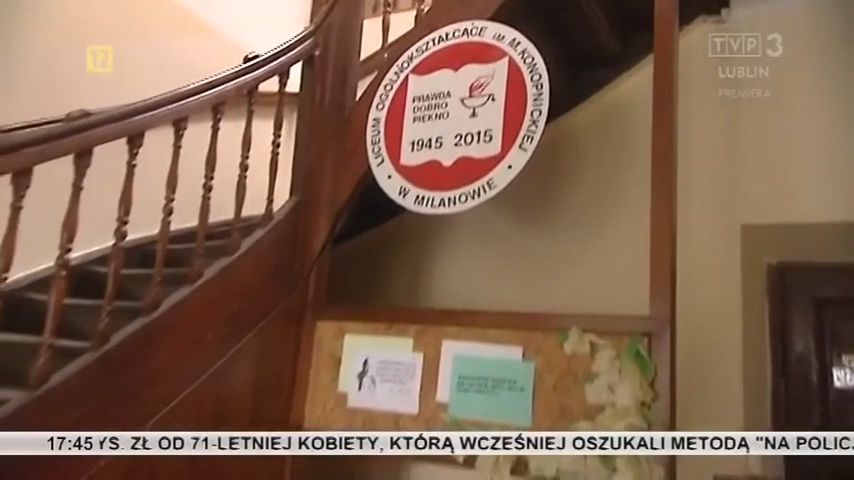 12
TVP3
LUBLIN
PREMIERA
LICEUM OGÓLNOKSZTAŁCĄCE IM. M. KONOPNICKIEJ
• W MILANOWIE •
PRAWDA
DOBRO
PIĘKNO
1945 2015
17:45 YS. ZŁ OD 71-LETNIEJ KOBIETY, KTÓRĄ WCZEŚNIEJ OSZUKALI METODĄ "NA POLICJ